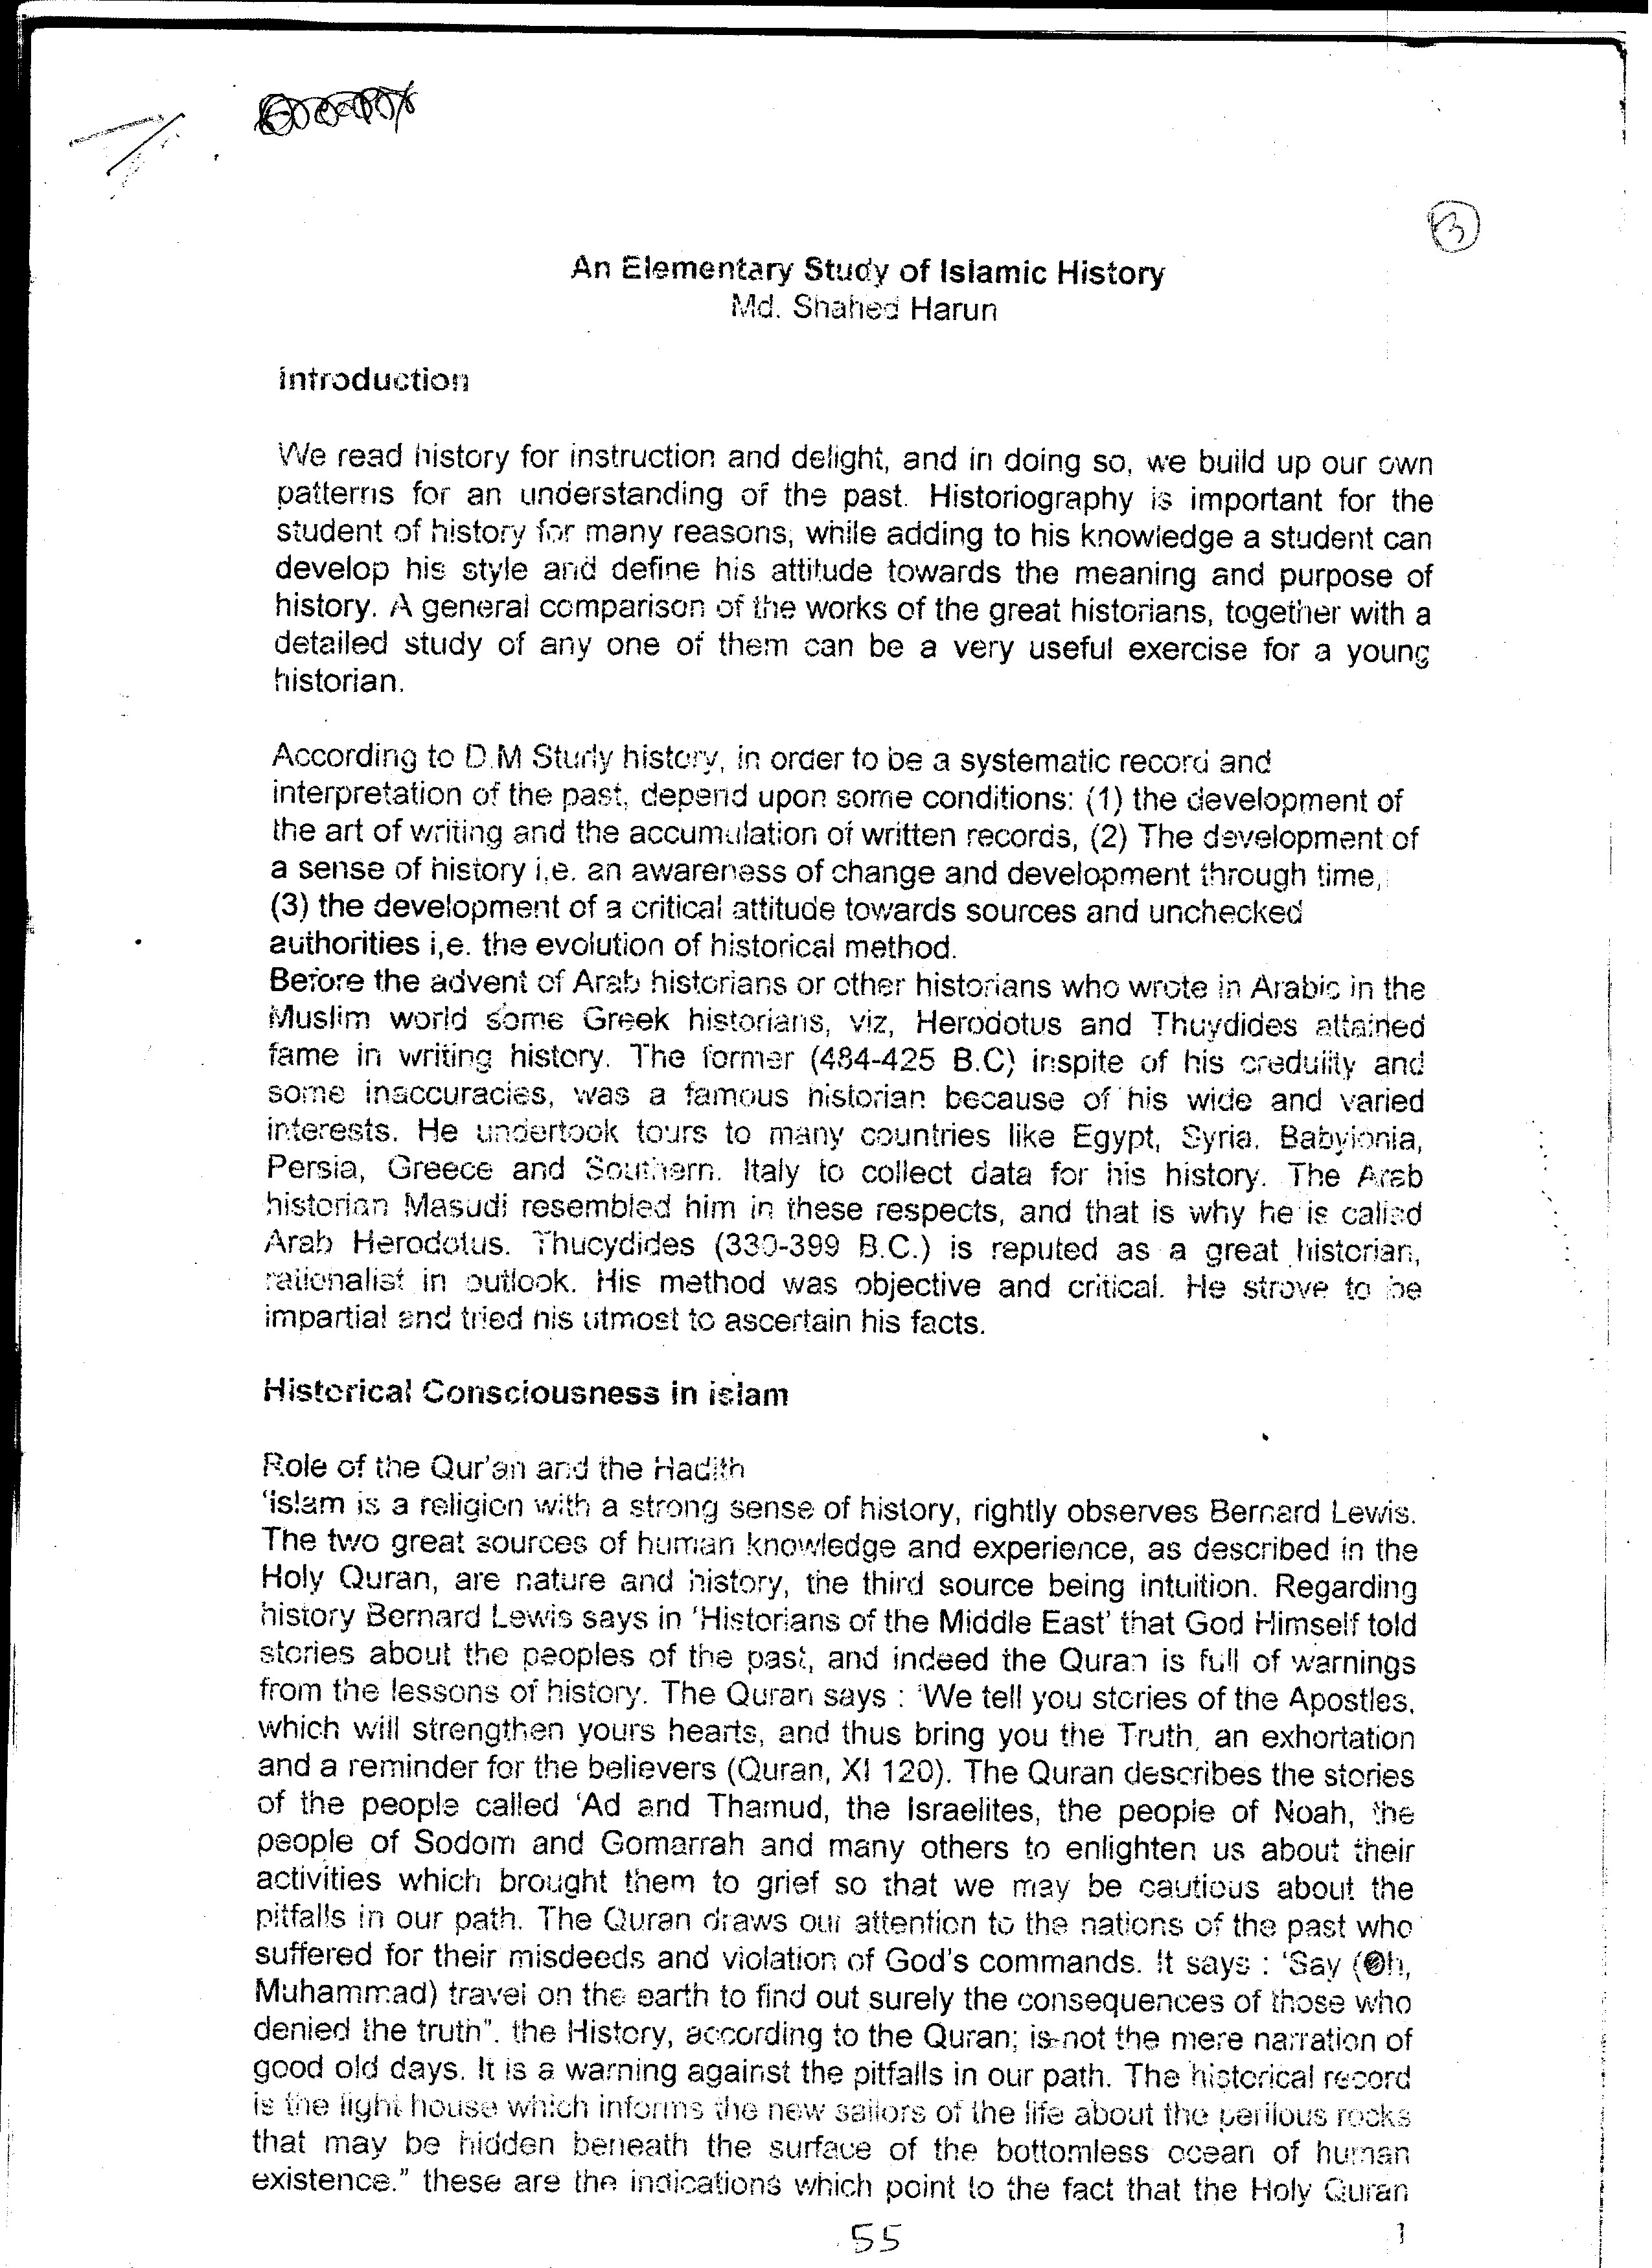 3
An Elementary Study of Islamic History
Md. Shahed Harun
Introduction
We read history for instruction and delight, and in doing so, we build up our own
patterns for an understanding of the past. Historiography is important for the
student of history for many reasons, while adding to his knowledge a student can
develop his style and define his attitude towards the meaning and purpose of
history. A general comparison of the works of the great historians, together with a
detailed study of any one of them can be a very useful exercise for a young
historian.
According to D.M Sturly history, in order to be a systematic record and
interpretation of the past, depend upon some conditions: (1) the development of
the art of writing and the accumulation of written records, (2) The development of
a sense of history i,e. an awareness of change and development through time,
(3) the development of a critical attitude towards sources and unchecked
authorities i,e. the evolution of historical method.
Before the advent of Arab historians or other historians who wrote in Arabic in the
Muslim world some Greek historians, viz, Herodotus and Thuydides attained
fame in writing history. The former (484-425 B.C) inspite of his credulity and
some inaccuracies, was a famous historian because of his wide and varied
interests. He undertook tours to many countries like Egypt, Syria, Babylonia,
Persia, Greece and Southern. Italy to collect data for his history. The Arab
historian Masudi resembled him in these respects, and that is why he is called
Arab Herodotus. Thucydides (330-399 B.C.) is reputed as a great historian,
rationalist in outlook. His method was objective and critical. He strove to be
impartial and tried his utmost to ascertain his facts.
Historical Consciousness in islam
Role of the Qur'an and the Hadith
'islam is a religion with a strong sense of history, rightly observes Bernard Lewis.
The two great sources of human knowledge and experience, as described in the
Holy Quran, are nature and history, the third source being intuition. Regarding
history Bernard Lewis says in 'Historians of the Middle East' that God Himself told
stories about the peoples of the past, and indeed the Quran is full of warnings
from the lessons of history. The Quran says : 'We tell you stories of the Apostles,
which will strengthen yours hearts, and thus bring you the Truth, an exhortation
and a reminder for the believers (Quran, XI 120). The Quran describes the stories
of the people called 'Ad and Thamud, the Israelites, the people of Noah, the
people of Sodom and Gomarrah and many others to enlighten us about their
activities which brought them to grief so that we may be cautious about the
pitfalls in our path. The Quran draws our attention to the nations of the past who
suffered for their misdeeds and violation of God's commands. It says : 'Say (Oh,
Muhammad) travel on the earth to find out surely the consequences of those who
denied the truth". the History, according to the Quran; is not the mere narration of
good old days. It is a warning against the pitfalls in our path. The historical record
is the light house which informs the new sailors of the life about the perilous rocks
that may be hidden beneath the surface of the bottomless ocean of human
existence." these are the indications which point to the fact that the Holy Quran
55
1